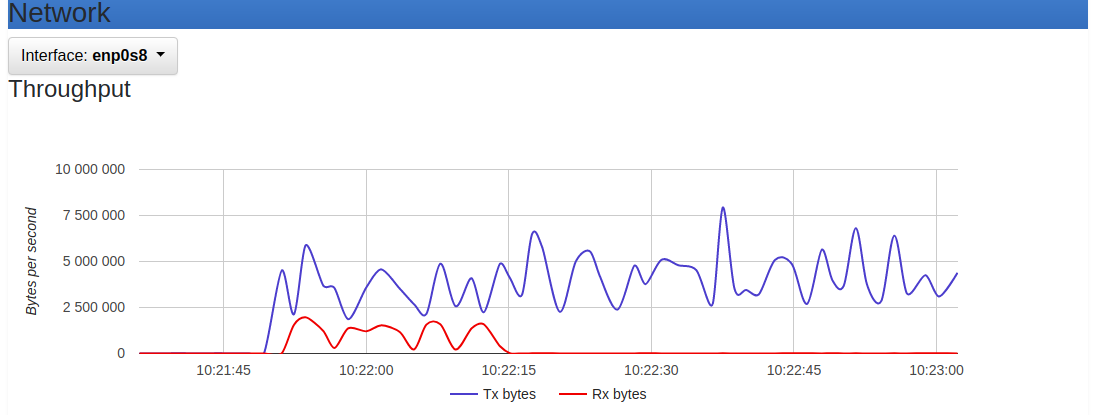 Network
Interface: enp0s8
Throughput
Bytes per second
10 000 000
7 500 000
5 000 000
2 500 000
0
10:21:45 10:22:00 10:22:15 10:22:30 10:22:45 10:23:00
Tx bytes Rx bytes